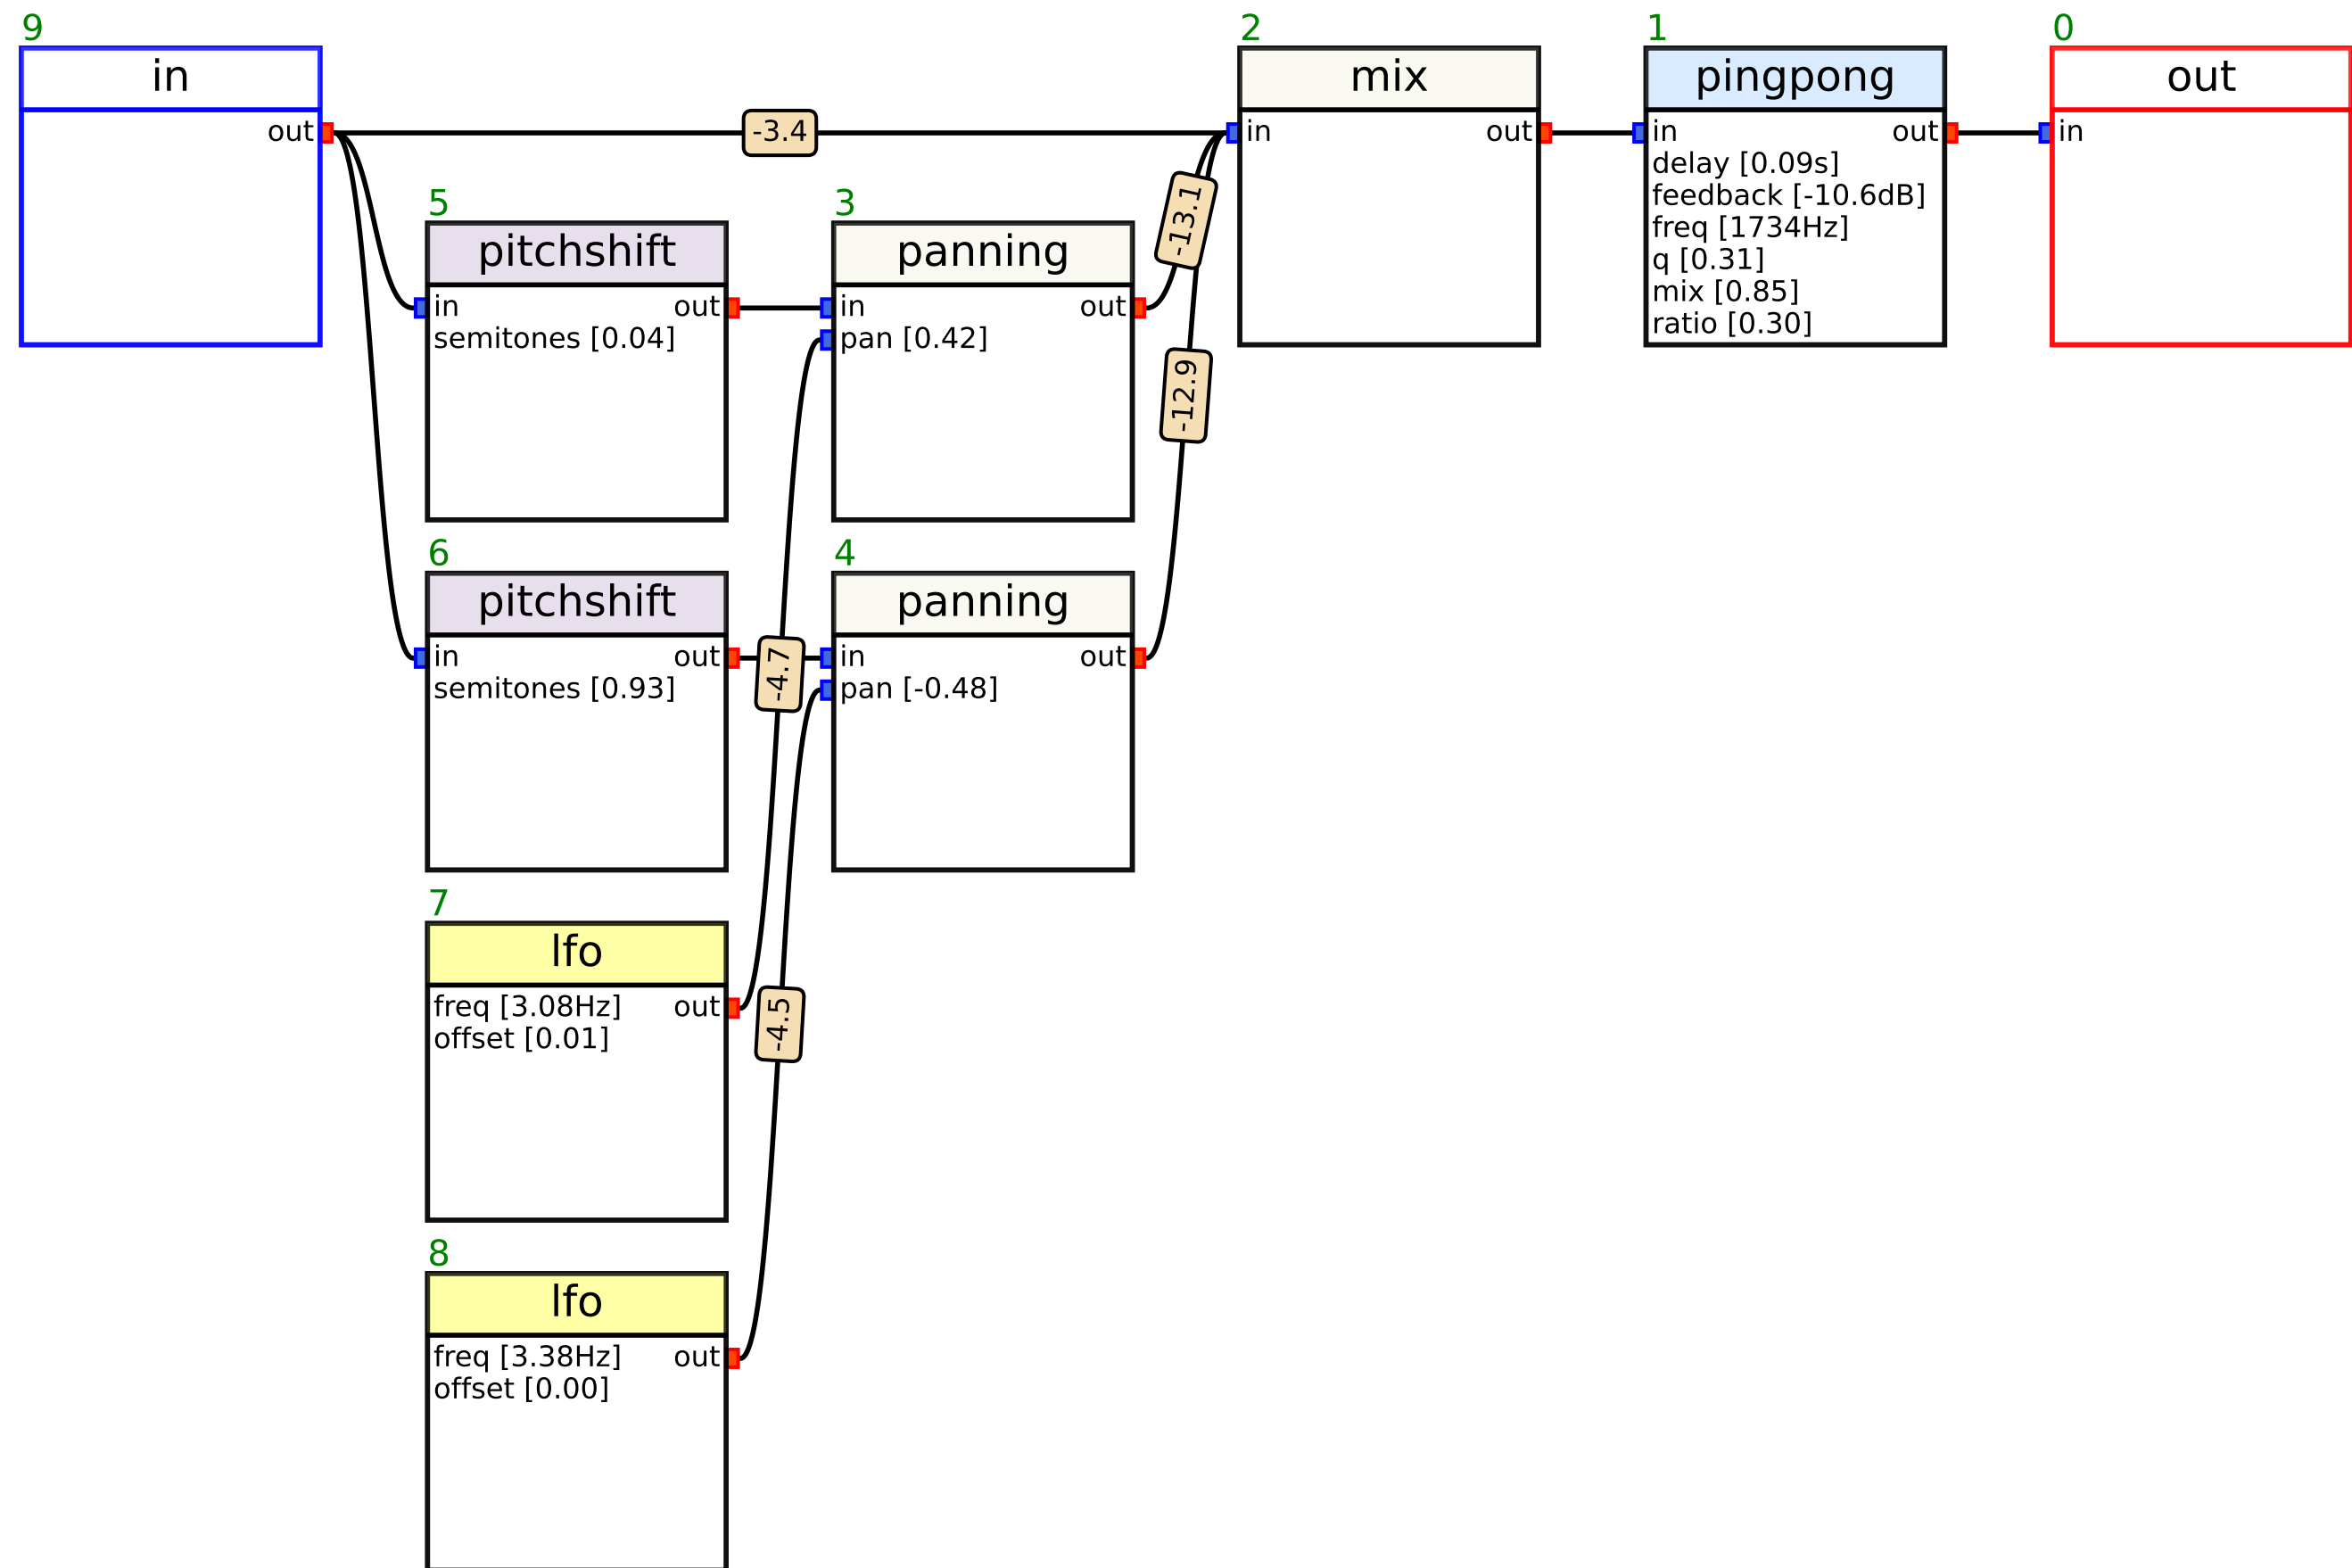 9
in
out
-3.4
5
pitchshift
in out
semitones [0.04]
3
panning
in out
pan [0.42]
-13.1
-12.9
2
mix
in out
1
pingpong
in out
delay [0.09s]
feedback [-10.6dB]
freq [1734Hz]
q [0.31]
mix [0.85]
ratio [0.30]
0
out
in
6
pitchshift
in out
semitones [0.93]
-4.7
4
panning
in out
pan [-0.48]
7
lfo
freq [3.08Hz] out
offset [0.01]
-4.5
8
lfo
freq [3.38Hz] out
offset [0.00]